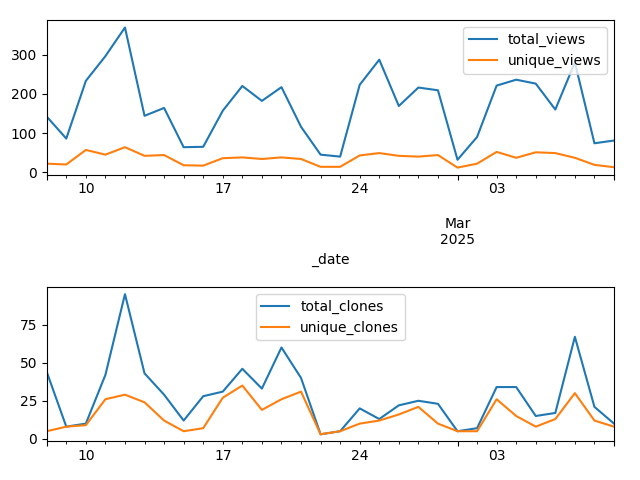 total_views
unique_views
300
200
100
0
10 17 24 03
Mar
2025
_date
total_clones
unique_clones
75
50
25
0
10 17 24 03